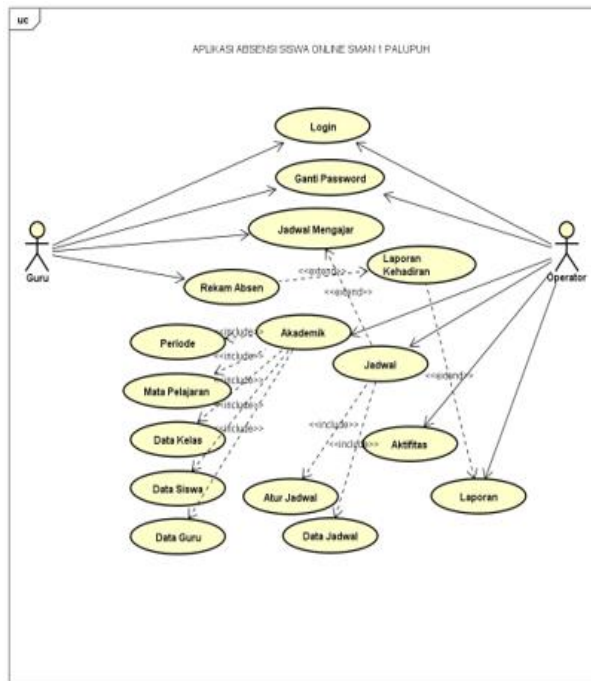 uc
APLIKASI ABSENSI SISWA ONLINE SMAN 1 PALUPUH
Login
Ganti Password
Jadwal Mengajar
Guru
Operator
Laporan
Kehadiran
<<extend>>
Rekam Absen
<<extend>>
Akademik
Periode
<<include>>
<<include>>
Jadwal
Mata Pelajaran
<<include>>
<<extend>>
<<include>>
Data Kelas
<<include>>
<<include>>
Aktifitas
Data Siswa
Atur Jadwal
Laporan
Data Guru
Data Jadwal